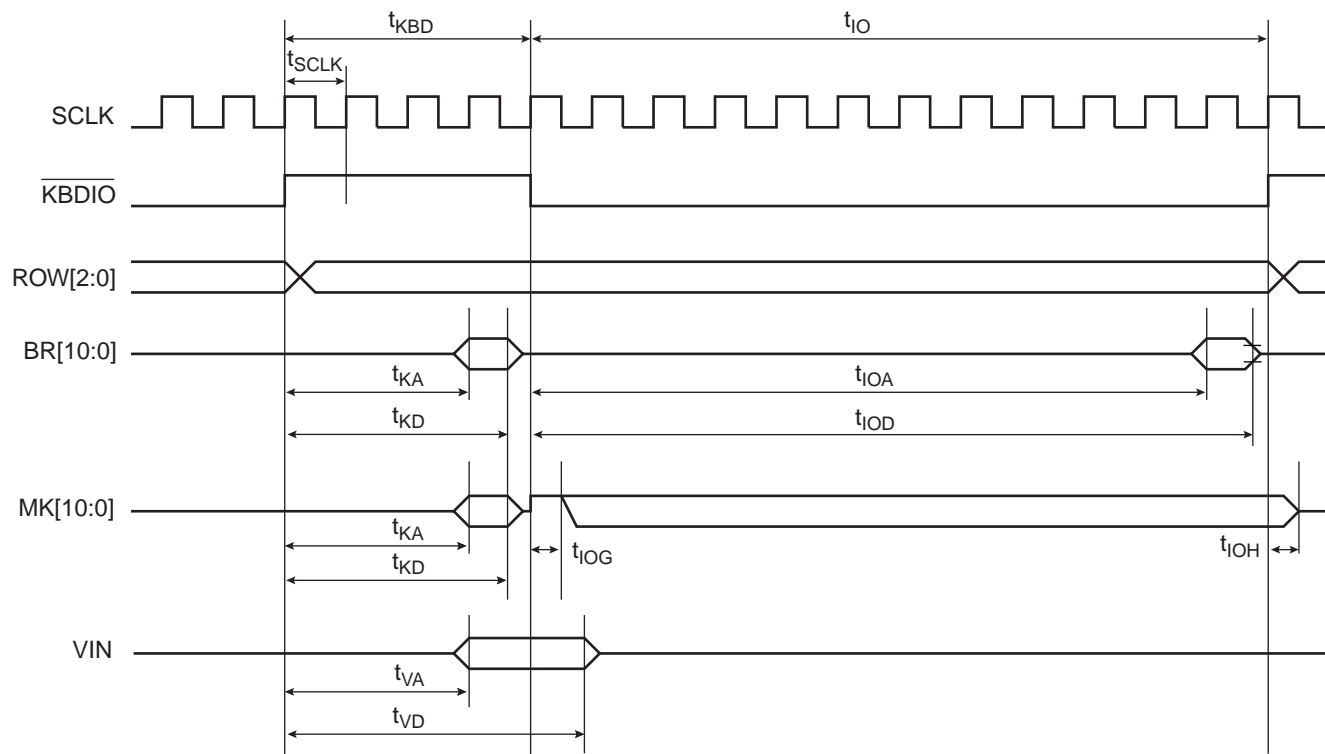 tKBD tIO
tSCLK
SCLK
KBDIO
ROW[2:0]
BR[10:0]
tKA tIOA
tKD tIOD
MK[10:0]
tKA tIOG tIOH
tKD
VIN
tVA
tVD